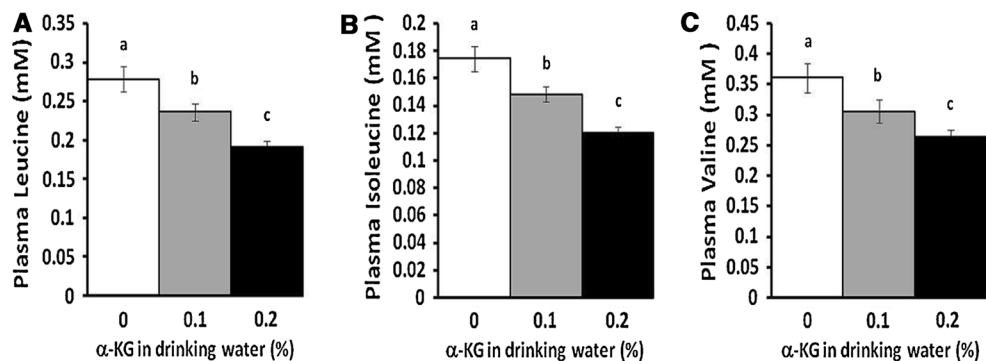 A
Plasma Leucine (mM)
0.35
0.3
0.25
0.2
0.15
0.1
0.05
0
a
b
c
0 0.1 0.2
α-KG in drinking water (%)
B
Plasma Isoleucine (mM )
0.2
0.18
0.16
0.14
0.12
0.1
0.08
0.06
0.04
0.02
0
a
b
c
0 0.1 0.2
α-KG in drinking water (%)
C
Plasma Valine (mM )
0.45
0.4
0.35
0.3
0.25
0.2
0.15
0.1
0.05
0
a
b
c
0 0.1 0.2
α-KG in drinking water (%)